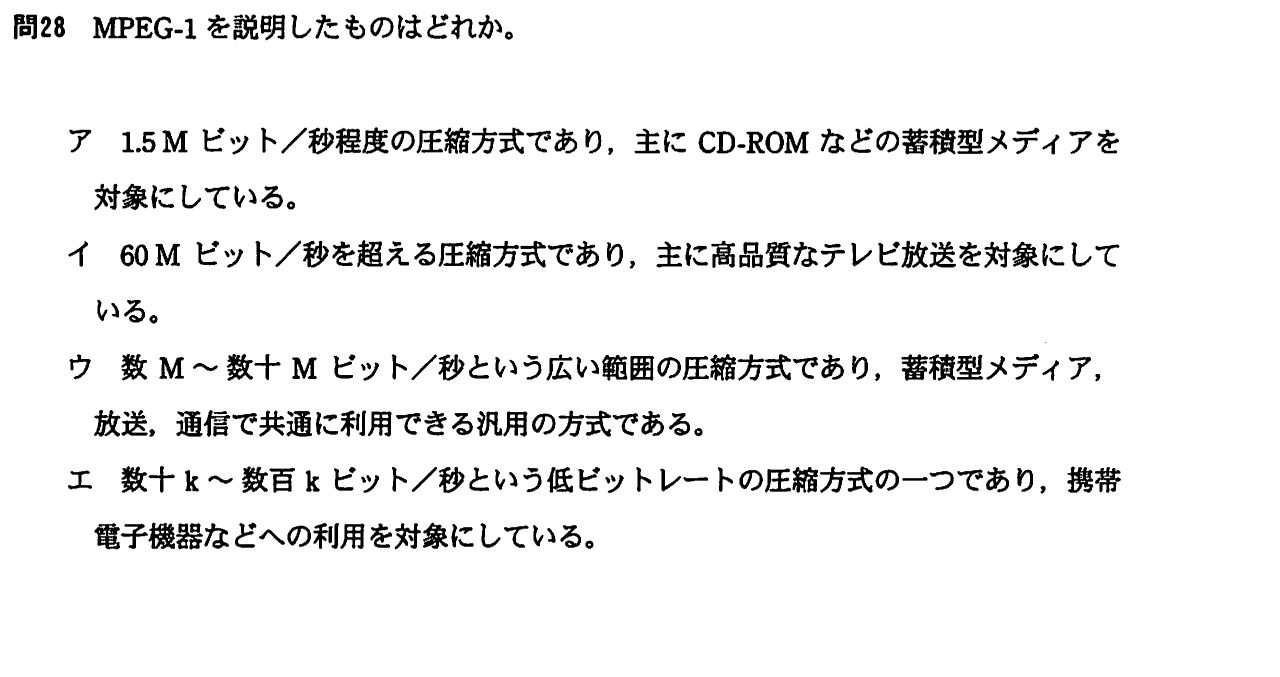 問28 MPEG-1 を説明したものはどれか。
ア 1.5 M ビット／秒程度の圧縮方式であり，主に CD-ROM などの蓄積型メディアを
対象にしている。
イ 60 M ビット／秒を超える圧縮方式であり，主に高品質なテレビ放送を対象にして
いる。
ウ 数 M ～ 数十 M ビット／秒という広い範囲の圧縮方式であり，蓄積型メディア，
放送，通信で共通に利用できる汎用の方式である。
エ 数十 k ～ 数百 k ビット／秒という低ビットレートの圧縮方式の一つであり，携帯
電子機器などへの利用を対象にしている。